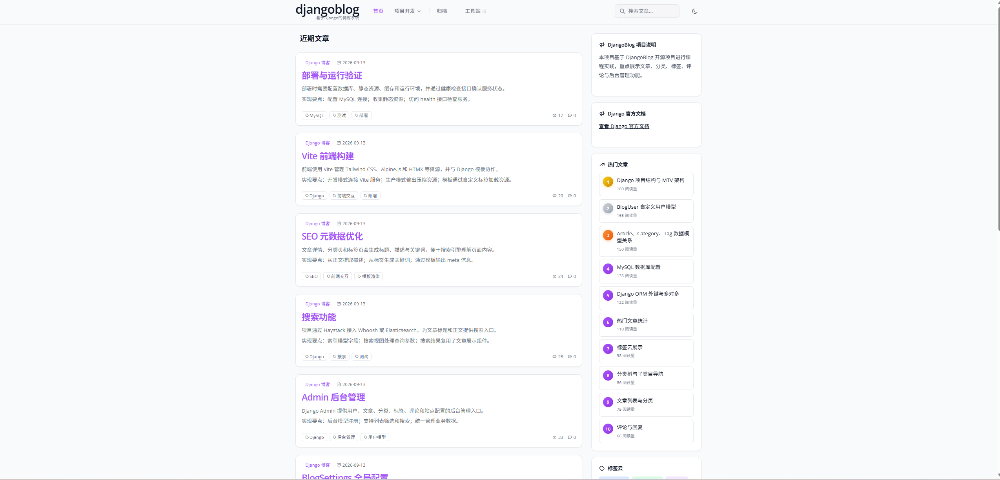 djangoblog
基于Django的博客系统
首页
项目开发
归档
工具站
搜索文章...
近期文章
Django 博客 2026-09-13
部署与运行验证
部署时需要配置数据库、静态资源、缓存和运行环境，并通过健康检查接口确认服务状态。
实现要点：配置 MySQL 连接；收集静态资源；访问 health 接口检查服务。
MySQL 测试 部署 17 0
Django 博客 2026-09-13
Vite 前端构建
前端使用 Vite 管理 Tailwind CSS、Alpine.js 和 HTMX 等资源，并与 Django 模板协作。
实现要点：开发模式连接 Vite 服务；生产模式输出压缩资源；模板通过自定义标签加载资源。
Django 前端交互 部署 20 0
Django 博客 2026-09-13
SEO 元数据优化
文章详情、分类页和标签页会生成标题、描述与关键词，便于搜索引擎理解页面内容。
实现要点：从正文提取描述；从标签生成关键词；通过模板输出 meta 信息。
SEO 前端交互 模板渲染 24 0
Django 博客 2026-09-13
搜索功能
项目通过 Haystack 接入 Whoosh 或 Elasticsearch，为文章标题和正文提供搜索入口。
实现要点：索引模型字段；搜索视图处理查询参数；搜索结果复用了文章展示组件。
Django 搜索 测试 28 0
Django 博客 2026-09-13
Admin 后台管理
Django Admin 提供用户、文章、分类、标签、评论和站点配置的后台管理入口。
实现要点：后台模型注册；支持列表筛选和搜索；统一管理业务数据。
Django 后台管理 用户模型 33 0
Django 博客 2026-09-13
BlogSettings 全局配置
DjangoBlog 项目说明
本项目基于 DjangoBlog 开源项目进行课
程实践，重点展示文章、分类、标签、评
论与后台管理功能。
Django 官方文档
查看 Django 官方文档
热门文章
1 Django 项目结构与 MTV 架构
180 阅读量
2 BlogUser 自定义用户模型
165 阅读量
3 Article、Category、Tag 数据模
型关系
150 阅读量
4 MySQL 数据库配置
135 阅读量
5 Django ORM 外键与多对多
122 阅读量
6 热门文章统计
110 阅读量
7 标签云展示
98 阅读量
8 分类树与子类目导航
86 阅读量
9 文章列表与分页
75 阅读量
10 评论与回复
66 阅读量
标签云